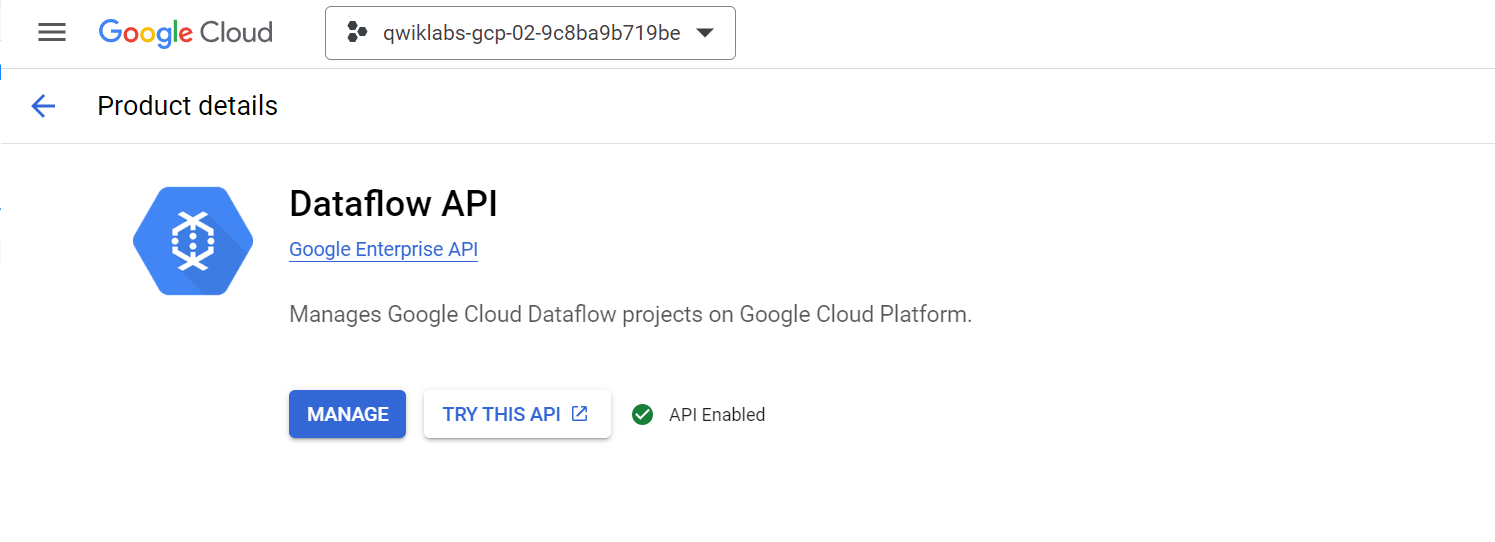 Google Cloud
qwiklabs-gcp-02-9c8ba9b719be
Product details
Dataflow API
Google Enterprise API
Manages Google Cloud Dataflow projects on Google Cloud Platform.
MANAGE
TRY THIS API
API Enabled